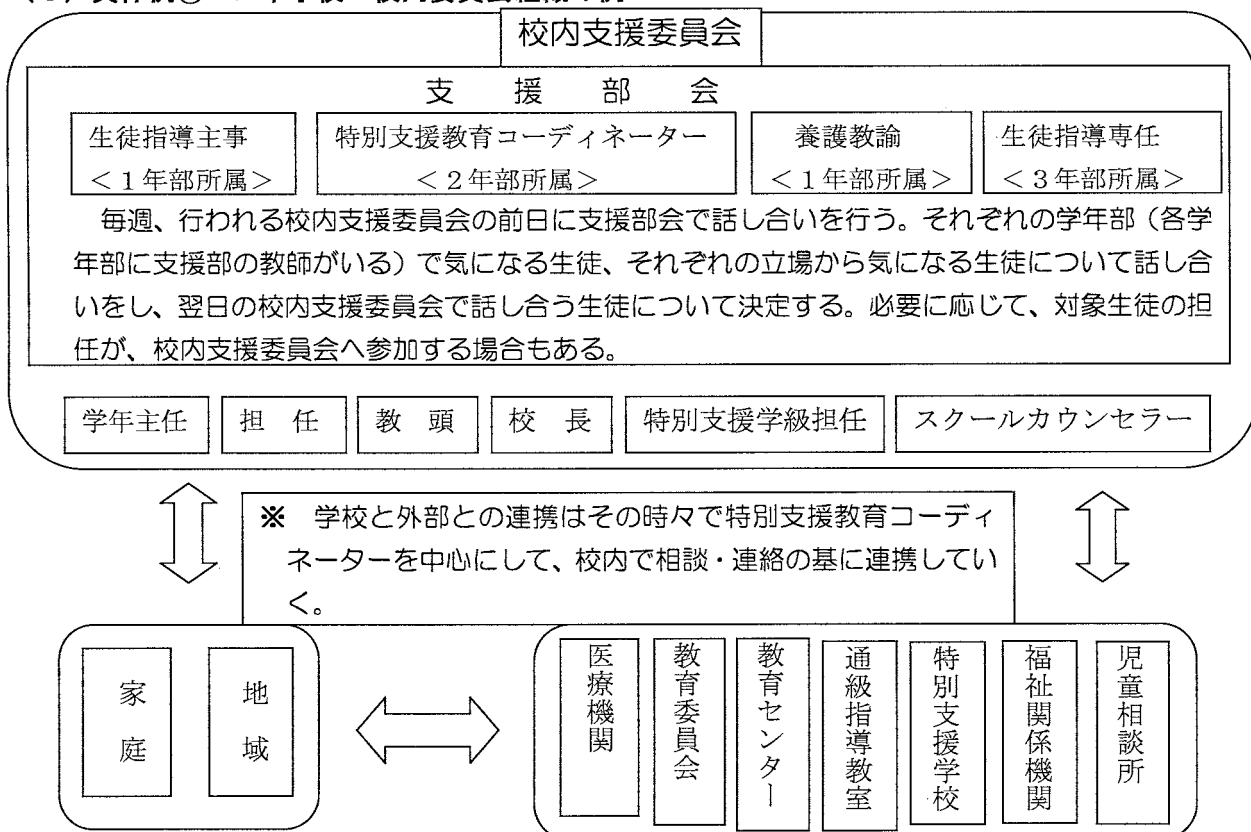 校内支援委員会
支 援 部 会
生徒指導主事
＜１年部所属＞
特別支援教育コーディネーター
＜２年部所属＞
養護教諭
＜１年部所属＞
生徒指導専任
＜３年部所属＞
毎週、行われる校内支援委員会の前日に支援部会で話し合いを行う。それぞれの学年部（各学
年部に支援部の教師がいる）で気になる生徒、それぞれの立場から気になる生徒について話し合
いをし、翌日の校内支援委員会で話し合う生徒について決定する。必要に応じて、対象生徒の担
任が、校内支援委員会へ参加する場合もある。
学年主任
担 任
教 頭
校 長
特別支援学級担任
スクールカウンセラー
※ 学校と外部との連携はその時々で特別支援教育コーディ
ネーターを中心にして、校内で相談・連絡の基に連携してい
く。
家庭
地域
医療機関
教育委員会
教育センター
通級指導教室
特別支援学校
福祉関係機関
児童相談所